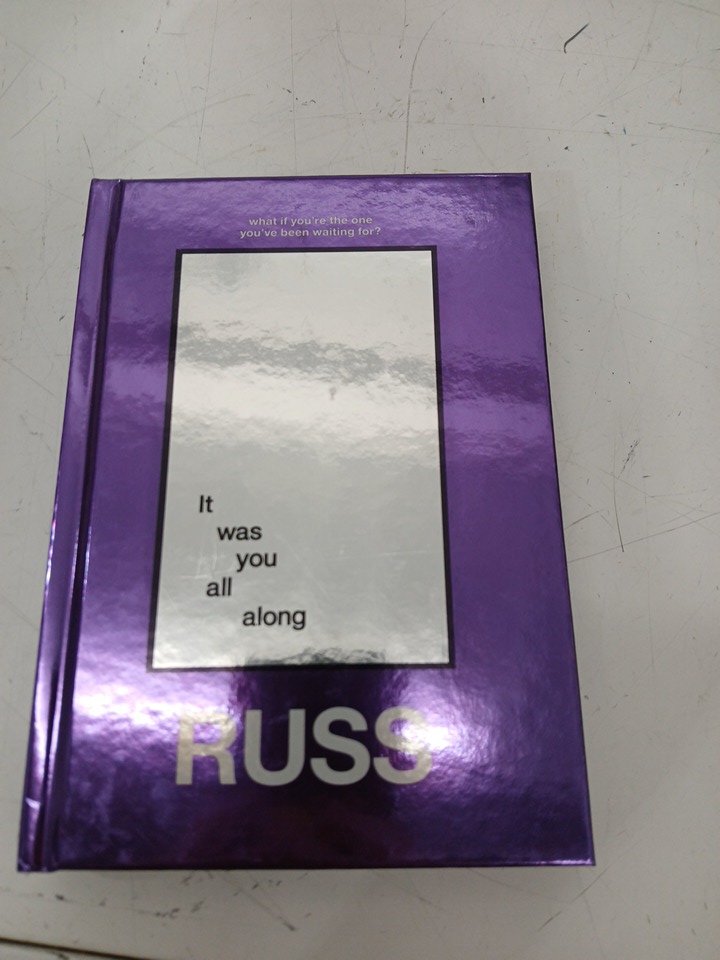 what if you're the one
you've been waiting for?
It
was
you
all
along
RUSS